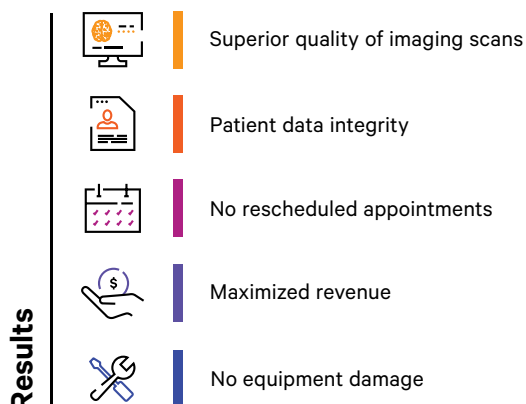 Superior quality of imaging scans
Patient data integrity
No rescheduled appointments
$
Maximized revenue
No equipment damage
Results